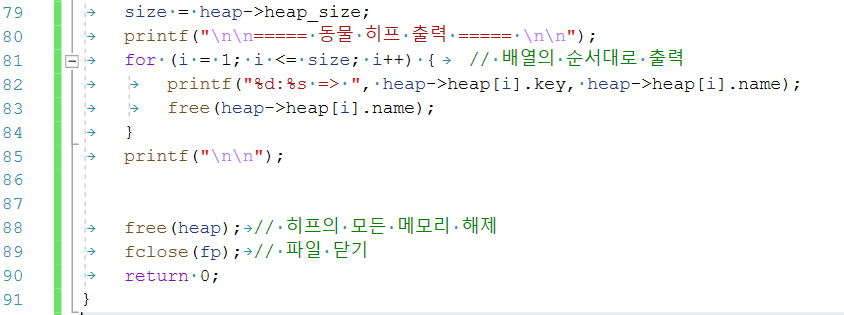 79 size = heap->heap_size;
80 printf("\n\n===== 동물 히프 출력 ===== \n\n");
81 for (i = 1; i <= size; i++) { // 배열의 순서대로 출력
82 printf("%d:%s => ", heap->heap[i].key, heap->heap[i].name);
83 free(heap->heap[i].name);
84 }
85 printf("\n\n");
86
87
88 free(heap); // 히프의 모든 메모리 해제
89 fclose(fp); // 파일 닫기
90 return 0;
91 }